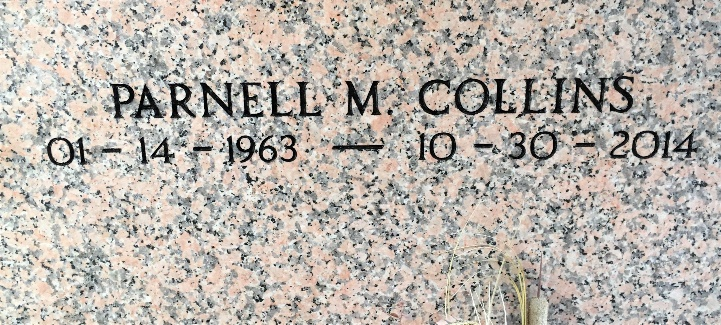 PARNELL M. COLLINS
01 - 14 - 1963 — 10 - 30 - 2014